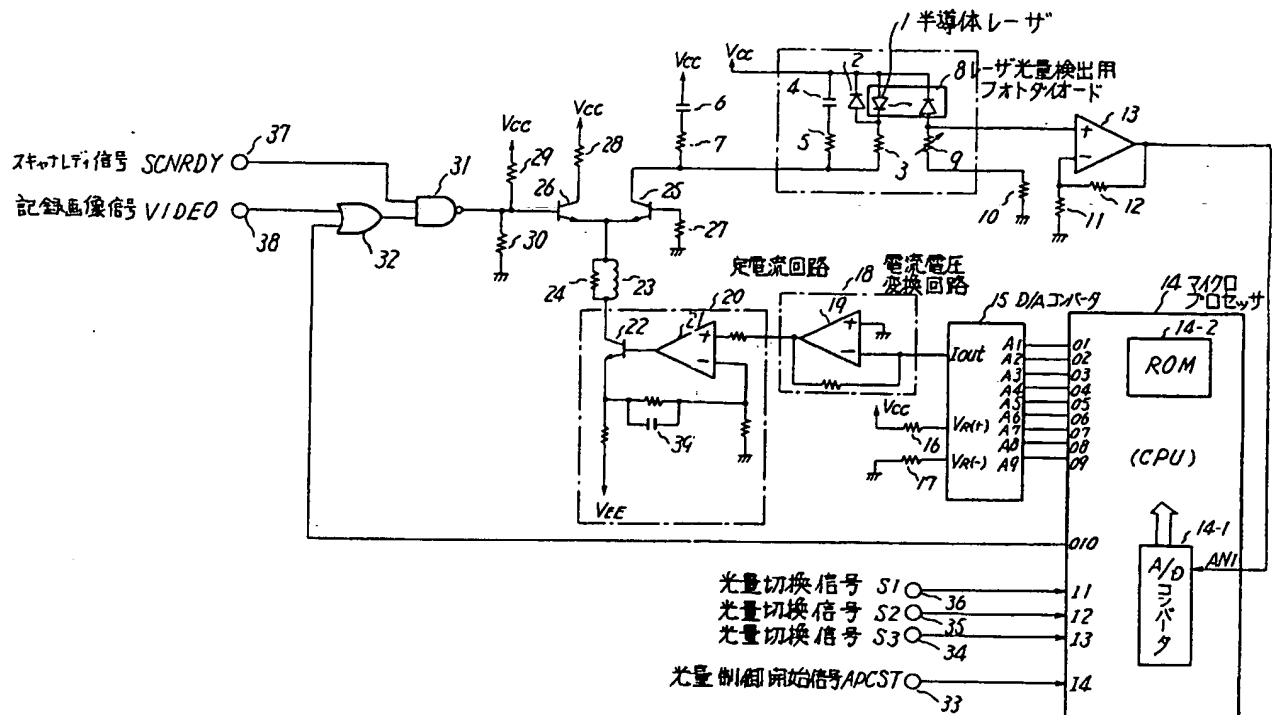 1 半導体レーザ
Vcc
2
8 レーザ光量検出用
フォトダイオード
Vcc
4
6
13
Vcc
37
Vcc
5
7
3
9
28
29
スキャナレディ信号 SCNRDY
31
26
25
10
11
12
記録画像信号 VIDEO
38
32
30
27
定電流回路
18 電流電圧
変換回路
14 マイクロ
プロセッサ
24
23
20
19
15 D/Aコンバータ
14-2
ROM
22
21
Iout
A1 01
A2 02
A3 03
A4 04
A5 05
A6 06
A7 07
A8 08
A9 09
Vcc
16
VR(+)
VR(-)
17
39
(CPU)
VEE
010
14-1
AN1
A/D
コンバータ
光量切換信号 S1
36
I1
光量切換信号 S2
35
I2
光量切換信号 S3
34
I3
光量制御開始信号 APCST
33
I4